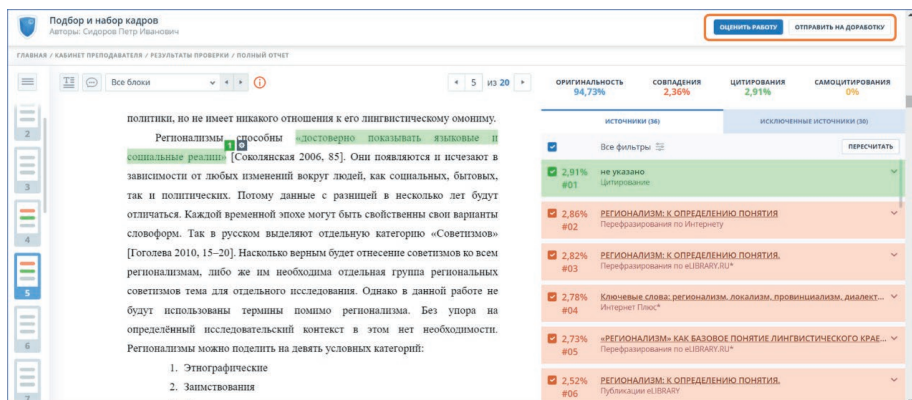 Подбор и набор кадров
Авторы: Сидоров Петр Иванович
ОЦЕНИТЬ РАБОТУ
ОТПРАВИТЬ НА ДОРАБОТКУ
ГЛАВНАЯ / КАБИНЕТ ПРЕПОДАВАТЕЛЯ / РЕЗУЛЬТАТЫ ПРОВЕРКИ / ПОЛНЫЙ ОТЧЕТ
Все блоки
5 из 20
2
3
4
5
6
7
политики, но не имеет никакого отношения к его лингвистическому омониму.
Регионализмы способны «достоверно показывать языковые и
1
социальные реалии» [Соколянская 2006, 85]. Они появляются и исчезают в
зависимости от любых изменений вокруг людей, как социальных, бытовых,
так и политических. Потому данные с разницей в несколько лет будут
отличаться. Каждой временной эпохе могут быть свойственны свои варианты
словоформ. Так в русском выделяют отдельную категорию «Советизмов»
[Гоголева 2010, 15–20]. Насколько верным будет отнесение советизмов ко всем
регионализмам, либо же им необходима отдельная группа региональных
советизмов тема для отдельного исследования. Однако в данной работе не
будут использованы термины помимо регионализма. Без упора на
определённый исследовательский контекст в этом нет необходимости.
Регионализмы можно поделить на девять условных категорий:
1. Этнографические
2. Заимствования
ОРИГИНАЛЬНОСТЬ
94,73%
СОВПАДЕНИЯ
2,36%
ЦИТИРОВАНИЯ
2,91%
САМОЦИТИРОВАНИЯ
0%
ИСТОЧНИКИ (36)
ИСКЛЮЧЕННЫЕ ИСТОЧНИКИ (30)
Все фильтры
ПЕРЕСЧИТАТЬ
2,91% не указано
#01 Цитирование
2,86% РЕГИОНАЛИЗМ: К ОПРЕДЕЛЕНИЮ ПОНЯТИЯ
#02 Перефразирования по Интернету
2,82% РЕГИОНАЛИЗМ: К ОПРЕДЕЛЕНИЮ ПОНЯТИЯ.
#03 Перефразирования по eLIBRARY.RU*
2,78% Ключевые слова: регионализм, локализм, провинциализм, диалект...
#04 Интернет Плюс*
2,73% «РЕГИОНАЛИЗМ» КАК БАЗОВОЕ ПОНЯТИЕ ЛИНГВИСТИЧЕСКОГО КРАЕ...
#05 Перефразирования по eLIBRARY.RU*
2,52% РЕГИОНАЛИЗМ: К ОПРЕДЕЛЕНИЮ ПОНЯТИЯ.
#06 Публикации eLIBRARY